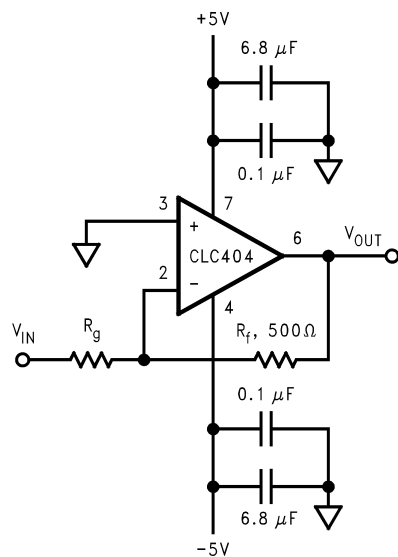 +5V
6.8 μF
0.1 μF
3
7
+
CLC404
6
V_OUT
2
−
4
V_IN
R_g
R_f, 500Ω
0.1 μF
6.8 μF
−5V